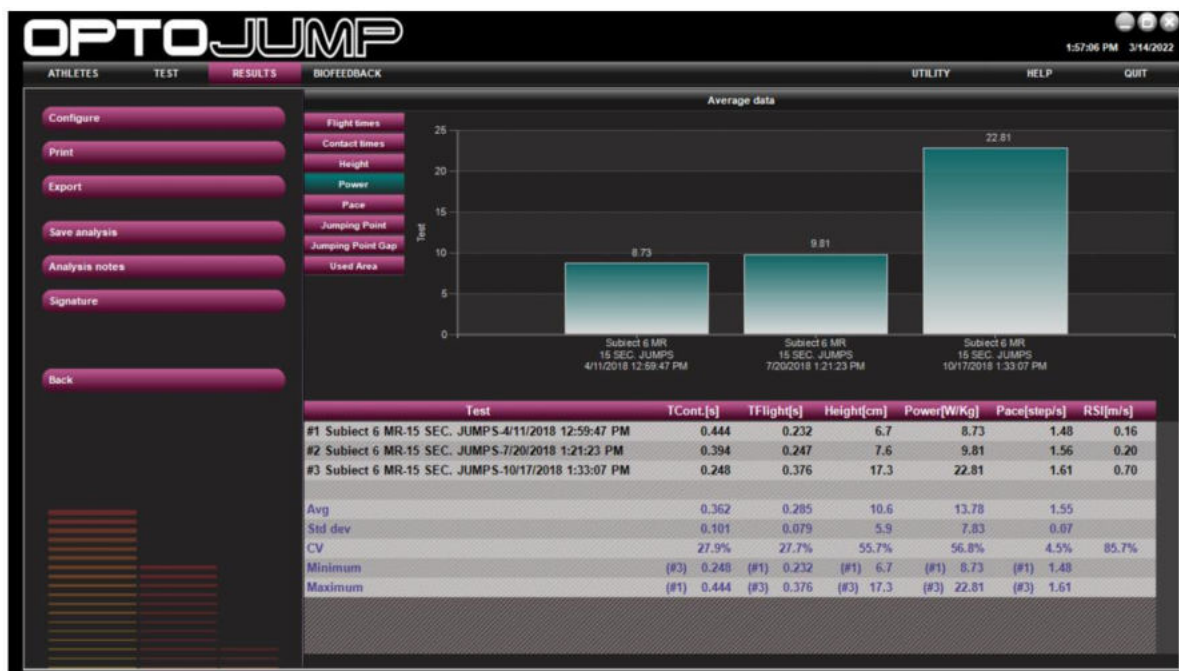 OPTOJUMP
1:57:06 PM 3/14/2022
ATHLETES TEST RESULTS BIOFEEDBACK UTILITY HELP QUIT
Configure
Print
Export
Save analysis
Analysis notes
Signature
Back
Average data
Flight times
Contact times
Height
Power
Pace
Jumping Point
Jumping Point Gap
Used Area
Test
25
20
15
10
5
0
8.73
9.81
22.81
Subiect 6 MR
15 SEC. JUMPS
4/11/2018 12:59:47 PM
Subiect 6 MR
15 SEC. JUMPS
7/20/2018 1:21:23 PM
Subiect 6 MR
15 SEC. JUMPS
10/17/2018 1:33:07 PM
Test TCont.[s] TFlight[s] Height[cm] Power[W/Kg] Pace[step/s] RSI[m/s]
#1 Subiect 6 MR-15 SEC. JUMPS-4/11/2018 12:59:47 PM 0.444 0.232 6.7 8.73 1.48 0.16
#2 Subiect 6 MR-15 SEC. JUMPS-7/20/2018 1:21:23 PM 0.394 0.247 7.6 9.81 1.56 0.20
#3 Subiect 6 MR-15 SEC. JUMPS-10/17/2018 1:33:07 PM 0.248 0.376 17.3 22.81 1.61 0.70
Avg 0.362 0.285 10.6 13.78 1.55
Std dev 0.101 0.079 5.9 7.83 0.07
CV 27.9% 27.7% 55.7% 56.8% 4.5% 85.7%
Minimum (#3) 0.248 (#1) 0.232 (#1) 6.7 (#1) 8.73 (#1) 1.48
Maximum (#1) 0.444 (#3) 0.376 (#3) 17.3 (#3) 22.81 (#3) 1.61